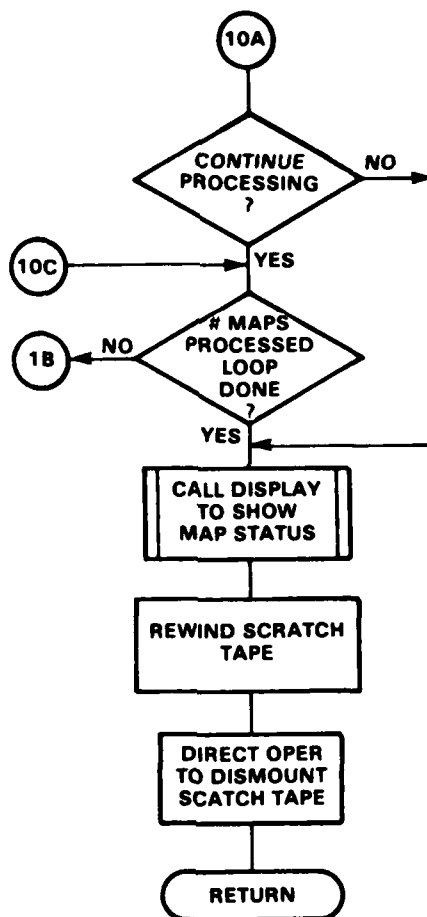 10A
CONTINUE
PROCESSING
?
NO
YES
10C
# MAPS
PROCESSED
LOOP
DONE
?
NO
1B
YES
CALL DISPLAY
TO SHOW
MAP STATUS
REWIND SCRATCH
TAPE
DIRECT OPER
TO DISMOUNT
SCATCH TAPE
RETURN